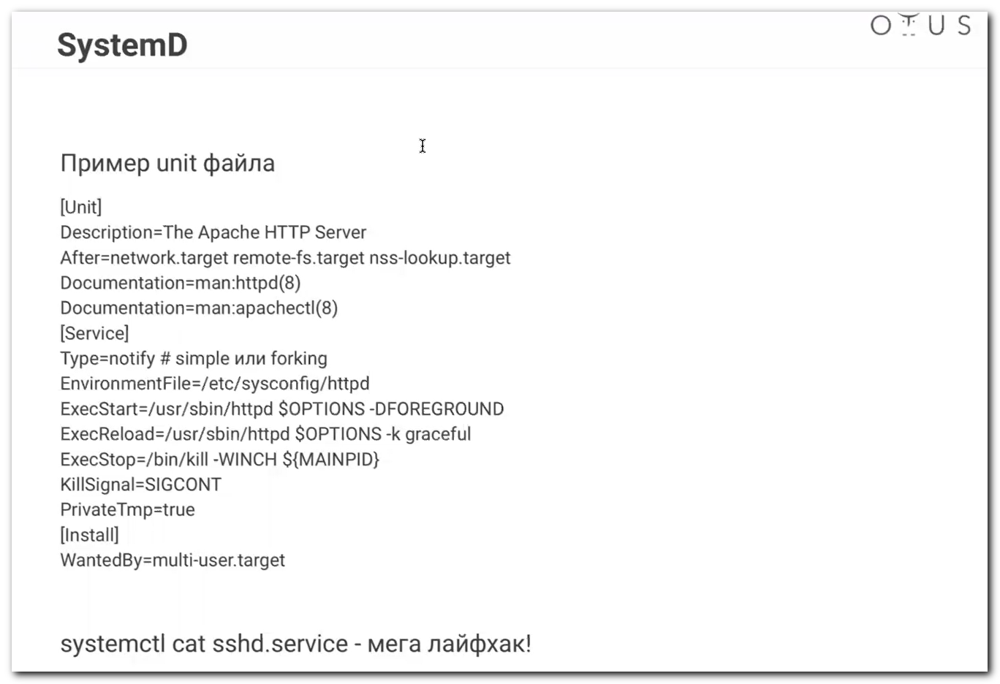 SystemD
OTUS
Пример unit файла
[Unit]
Description=The Apache HTTP Server
After=network.target remote-fs.target nss-lookup.target
Documentation=man:httpd(8)
Documentation=man:apachectl(8)
[Service]
Type=notify # simple или forking
EnvironmentFile=/etc/sysconfig/httpd
ExecStart=/usr/sbin/httpd $OPTIONS -DFOREGROUND
ExecReload=/usr/sbin/httpd $OPTIONS -k graceful
ExecStop=/bin/kill -WINCH ${MAINPID}
KillSignal=SIGCONT
PrivateTmp=true
[Install]
WantedBy=multi-user.target
systemctl cat sshd.service - мега лайфхак!